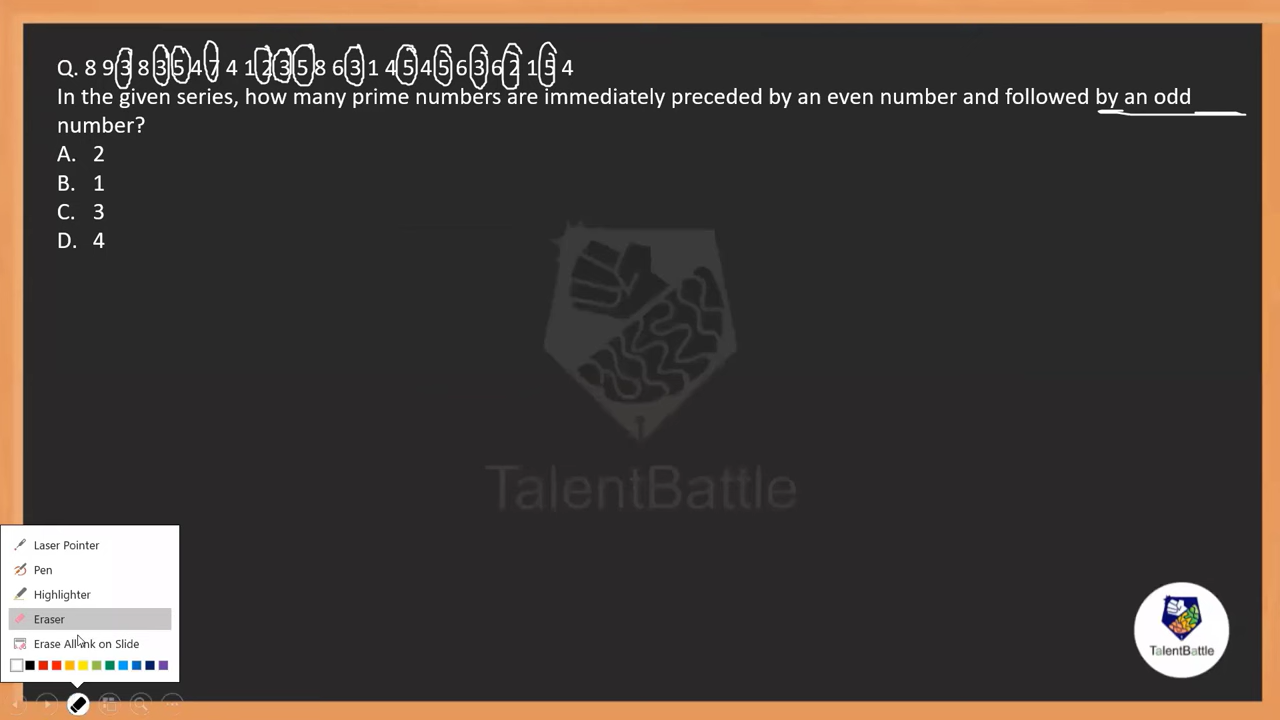 Q. 8 9 3 8 3 5 4 7 4 1 2 3 5 8 6 3 1 4 5 4 5 6 3 6 2 1 5 4
In the given series, how many prime numbers are immediately preceded by an even number and followed by an odd
number?
A. 2
B. 1
C. 3
D. 4
TalentBattle
Laser Pointer
Pen
Highlighter
Eraser
Erase All Ink on Slide
TalentBattle